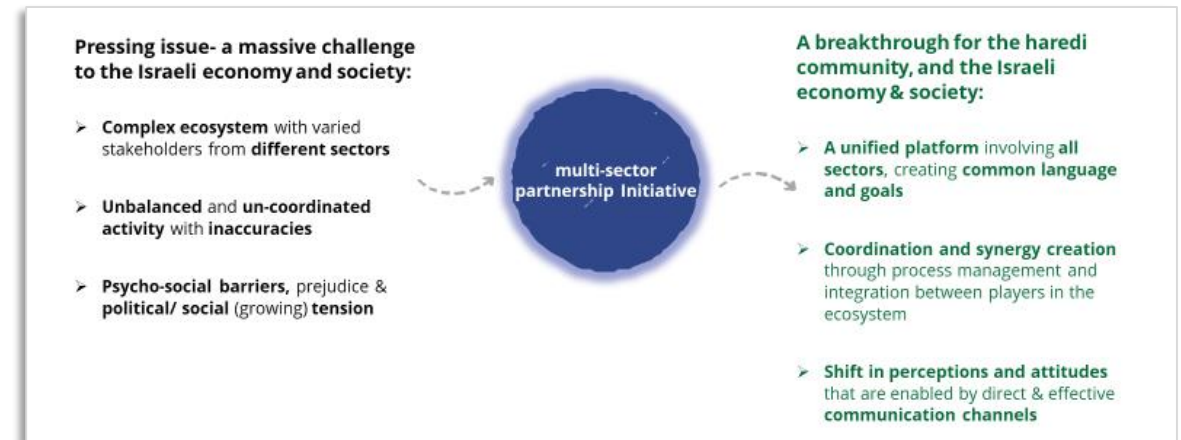 Pressing issue- a massive challenge
to the Israeli economy and society:
➢ Complex ecosystem with varied
stakeholders from different sectors
➢ Unbalanced and un-coordinated
activity with inaccuracies
➢ Psycho-social barriers, prejudice &
political/ social (growing) tension
multi-sector
partnership Initiative
A breakthrough for the haredi
community, and the Israeli
economy & society:
➢ A unified platform involving all
sectors, creating common language
and goals
➢ Coordination and synergy creation
through process management and
integration between players in the
ecosystem
➢ Shift in perceptions and attitudes
that are enabled by direct & effective
communication channels